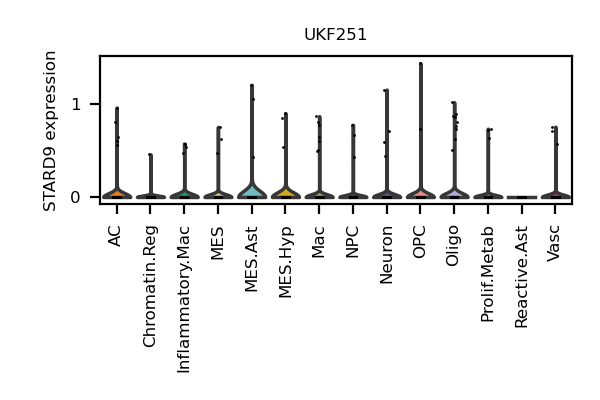 UKF251
STARD9 expression
1
0
AC
Chromatin.Reg
Inflammatory.Mac
MES
MES.Ast
MES.Hyp
Mac
NPC
Neuron
OPC
Oligo
Prolif.Metab
Reactive.Ast
Vasc